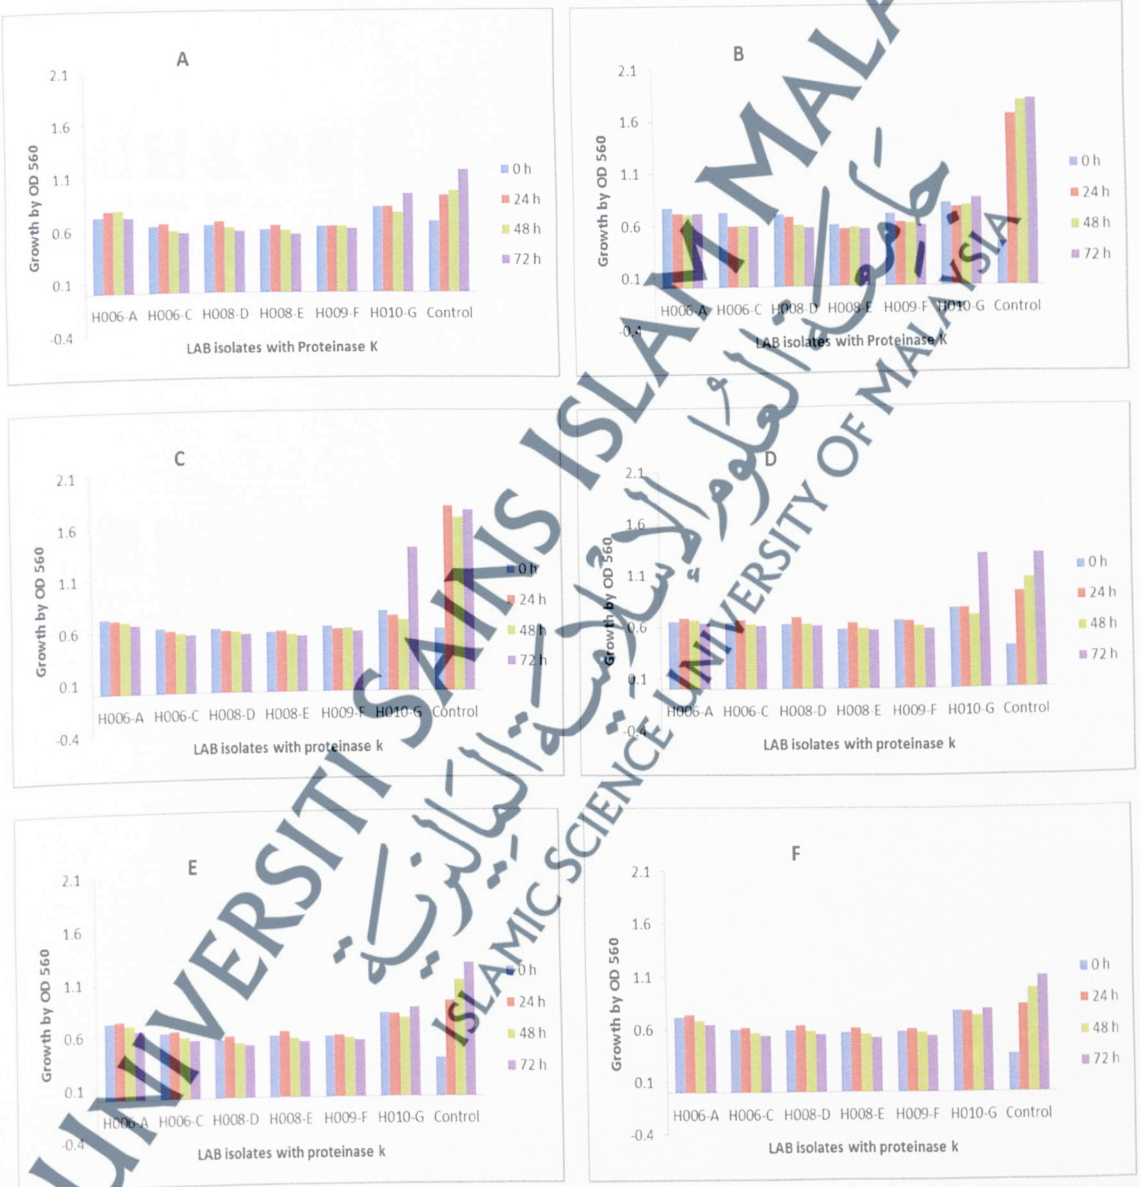 A
2.1
1.6
1.1
0.6
0.1
-0.4
Growth by OD 560
H006-A H006-C H008-D H008-E H009-F H010-G Control
LAB isolates with Proteinase K
0 h
24 h
48 h
72 h
B
2.1
1.6
1.1
0.6
0.1
-0.4
Growth by OD 560
H006-A H006-C H008-D H008-E H009-F H010-G Control
LAB isolates with Proteinase K
0 h
24 h
48 h
72 h
C
2.1
1.6
1.1
0.6
0.1
-0.4
Growth by OD 560
H006-A H006-C H008-D H008-E H009-F H010-G Control
LAB isolates with proteinase k
0 h
24 h
48 h
72 h
D
2.1
1.6
1.1
0.6
0.1
-0.4
Growth by OD 560
H006-A H006-C H008-D H008-E H009-F H010-G Control
LAB isolates with proteinase k
0 h
24 h
48 h
72 h
E
2.1
1.6
1.1
0.6
0.1
-0.4
Growth by OD 560
H006-A H006-C H008-D H008-E H009-F H010-G Control
LAB isolates with proteinase k
0 h
24 h
48 h
72 h
F
2.1
1.6
1.1
0.6
0.1
-0.4
Growth by OD 560
H006-A H006-C H008-D H008-E H009-F H010-G Control
LAB isolates with proteinase k
0 h
24 h
48 h
72 h
UNIVERSITI SAINS ISLAM MALA
جامعة العلوم الإسلامية الماليزية
ISLAMIC SCIENCE UNIVERSITY OF MALAYSIA